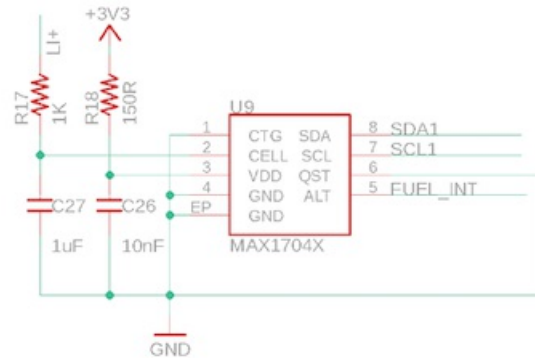 +3V3
LI+
R17
1K
R18
150R
U9
1 CTG SDA 8 SDA1
2 CELL SCL 7 SCL1
3 VDD QST 6
4 GND ALT 5 FUEL_INT
EP GND
MAX1704X
C27
1uF
C26
10nF
GND